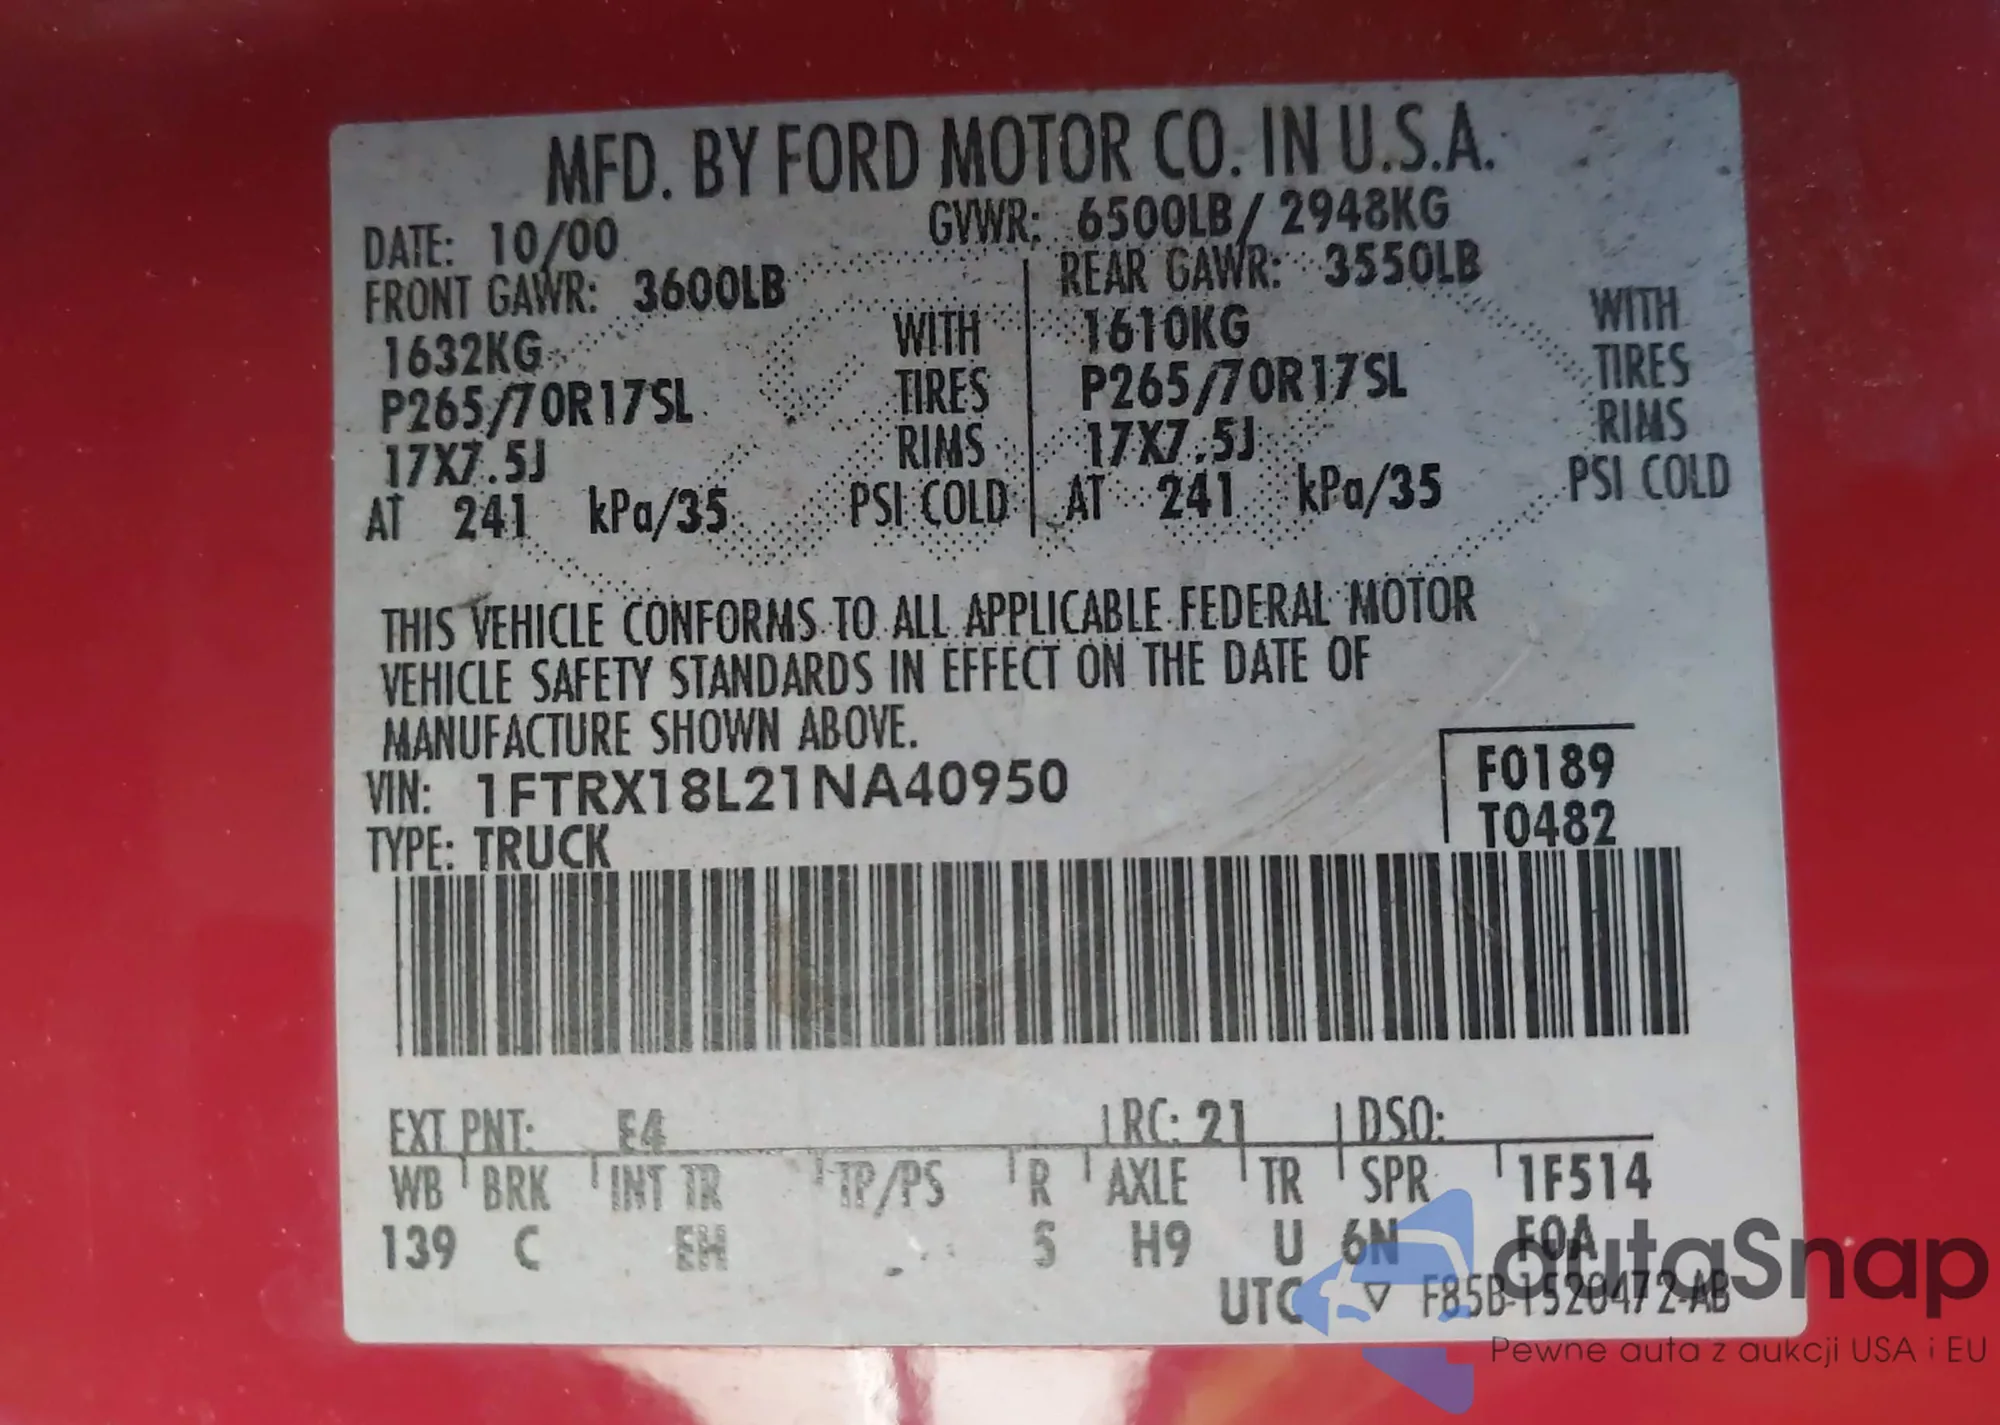 MFD. BY FORD MOTOR CO. IN U.S.A.
DATE: 10/00 GVWR: 6500LB/ 2948KG
FRONT GAWR: 3600LB REAR GAWR: 3550LB
1632KG WITH 1610KG WITH
P265/70R17SL TIRES P265/70R17SL TIRES
17X7.5J RIMS 17X7.5J RIMS
AT 241 kPa/35 PSI COLD AT 241 kPa/35 PSI COLD
THIS VEHICLE CONFORMS TO ALL APPLICABLE FEDERAL MOTOR
VEHICLE SAFETY STANDARDS IN EFFECT ON THE DATE OF
MANUFACTURE SHOWN ABOVE.
VIN: 1FTRX18L21NA40950 F0189
TYPE: TRUCK T0482
EXT PNT: E4 RC: 21 DSO:
WB BRK INT TR TP/PS R AXLE TR SPR 1F514
139 C EH 5 H9 U 6N F0A
UTC ▽ F85B-1520472-AB
autaSnap
Pewne auta z aukcji USA i EU